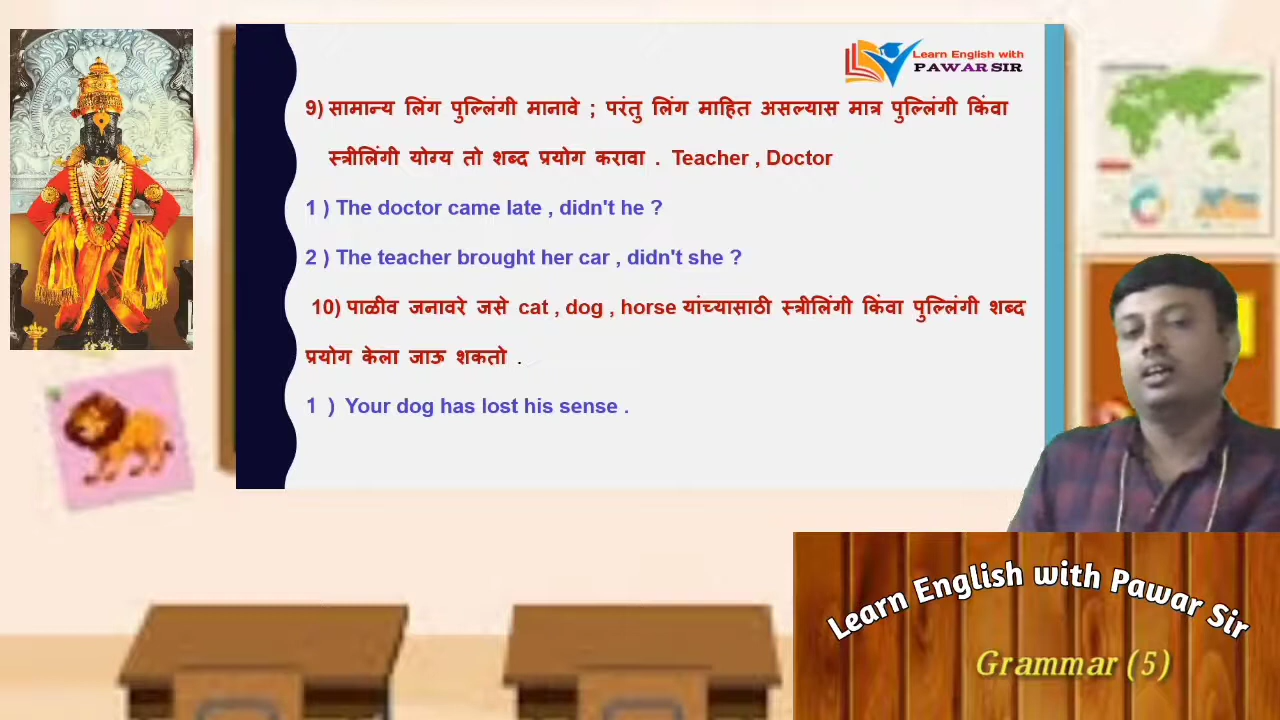 Learn English with
PAWAR SIR
9) सामान्य लिंग पुल्लिंगी मानावे ; परंतु लिंग माहित असल्यास मात्र पुल्लिंगी किंवा
स्त्रीलिंगी योग्य तो शब्द प्रयोग करावा . Teacher , Doctor
1 ) The doctor came late , didn't he ?
2 ) The teacher brought her car , didn't she ?
10) पाळीव जनावरे जसे cat , dog , horse यांच्यासाठी स्त्रीलिंगी किंवा पुल्लिंगी शब्द
प्रयोग केला जाऊ शकतो .
1 ) Your dog has lost his sense .
Learn English with Pawar Sir
Grammar (5)